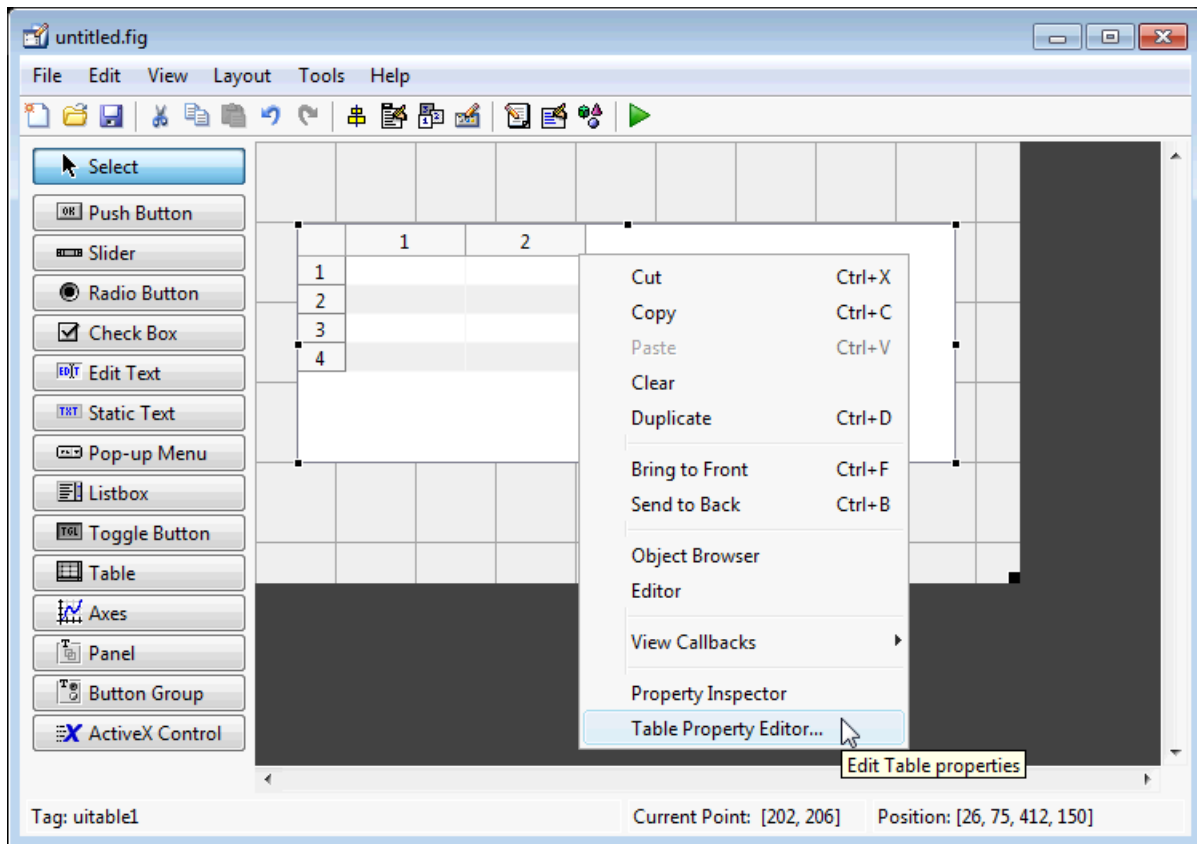 untitled.fig
File Edit View Layout Tools Help
Select
OK Push Button
Slider
Radio Button
Check Box
EDIT Edit Text
TXT Static Text
Pop-up Menu
Listbox
TGL Toggle Button
Table
Axes
Panel
Button Group
ActiveX Control
1 2
1
2
3
4
Cut Ctrl+X
Copy Ctrl+C
Paste Ctrl+V
Clear
Duplicate Ctrl+D
Bring to Front Ctrl+F
Send to Back Ctrl+B
Object Browser
Editor
View Callbacks
Property Inspector
Table Property Editor...
Edit Table properties
Tag: uitable1 Current Point: [202, 206] Position: [26, 75, 412, 150]